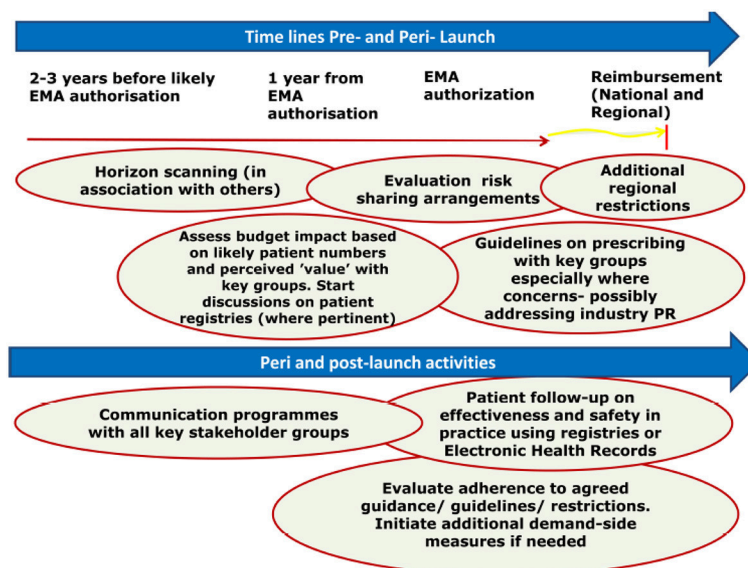 Time lines Pre- and Peri- Launch
2-3 years before likely
EMA authorisation
1 year from
EMA
authorisation
EMA
authorization
Reimbursement
(National and
Regional)
Horizon scanning (in
association with others)
Evaluation risk
sharing arrangements
Additional
regional
restrictions
Assess budget impact based
on likely patient numbers
and perceived ’value’ with
key groups. Start
discussions on patient
registries (where pertinent)
Guidelines on prescribing
with key groups
especially where
concerns- possibly
addressing industry PR
Peri and post-launch activities
Communication programmes
with all key stakeholder groups
Patient follow-up on
effectiveness and safety in
practice using registries or
Electronic Health Records
Evaluate adherence to agreed
guidance/ guidelines/ restrictions.
Initiate additional demand-side
measures if needed